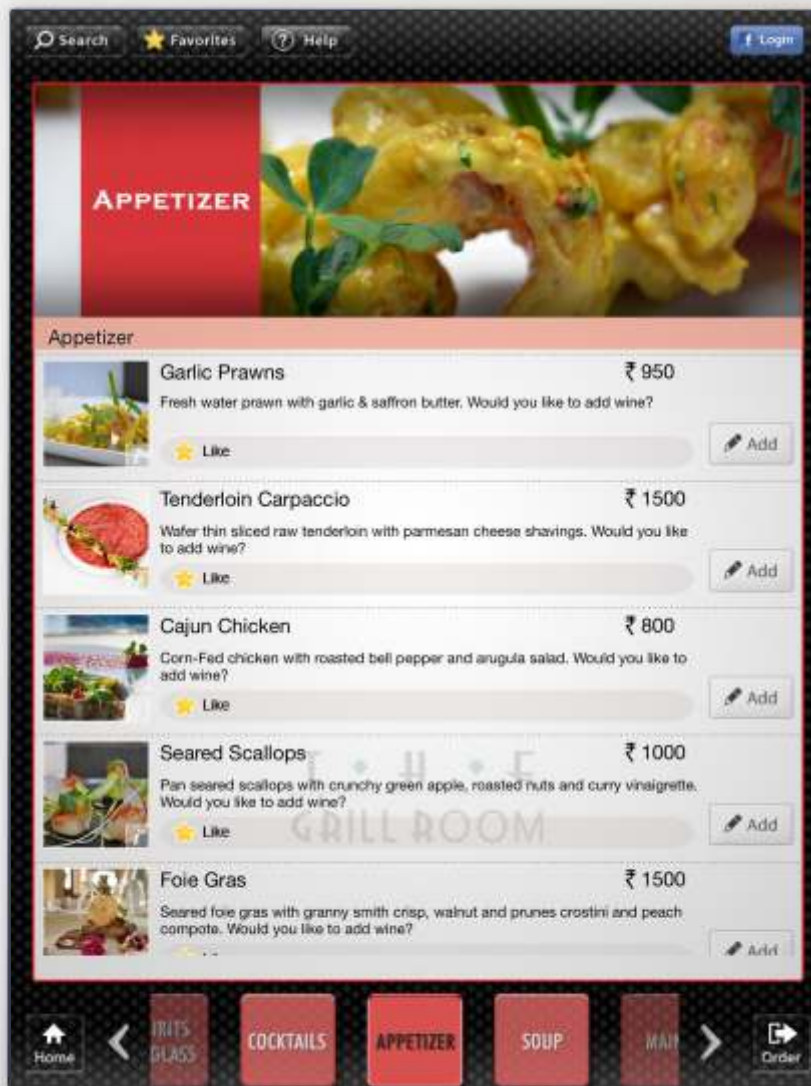 Search
Favorites
Help
f Login
APPETIZER
Appetizer
Garlic Prawns
₹ 950
Fresh water prawn with garlic & saffron butter. Would you like to add wine?
Like
Add
Tenderloin Carpaccio
₹ 1500
Wafer thin sliced raw tenderloin with parmesan cheese shavings. Would you like
to add wine?
Like
Add
Cajun Chicken
₹ 800
Corn-Fed chicken with roasted bell pepper and arugula salad. Would you like to
add wine?
Like
Add
Seared Scallops
₹ 1000
Pan seared scallops with crunchy green apple, roasted nuts and curry vinaigrette.
Would you like to add wine?
Like
Add
THE
GRILL ROOM
Foie Gras
₹ 1500
Seared foie gras with granny smith crisp, walnut and prunes crostini and peach
compote. Would you like to add wine?
Add
Home
GLASS
COCKTAILS
APPETIZER
SOUP
MAIN
Order